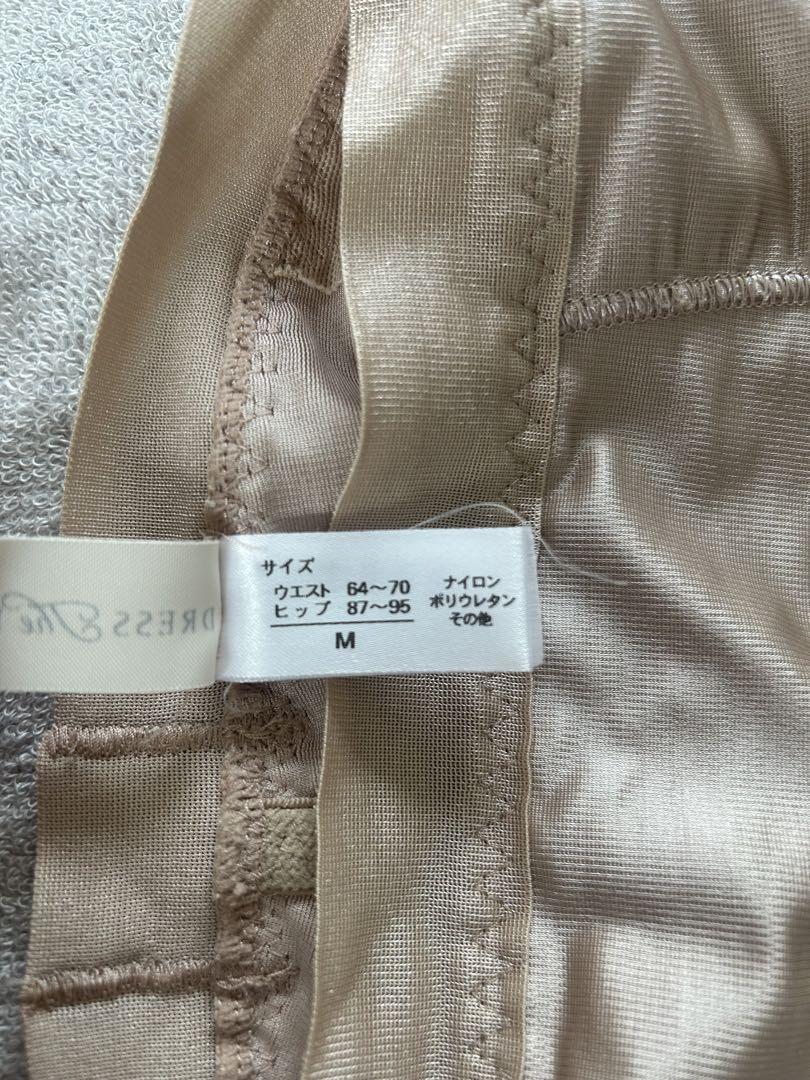 サイズ
ウエスト 64～70
ヒップ 87～95
M
ナイロン
ポリウレタン
その他
DRESS & The